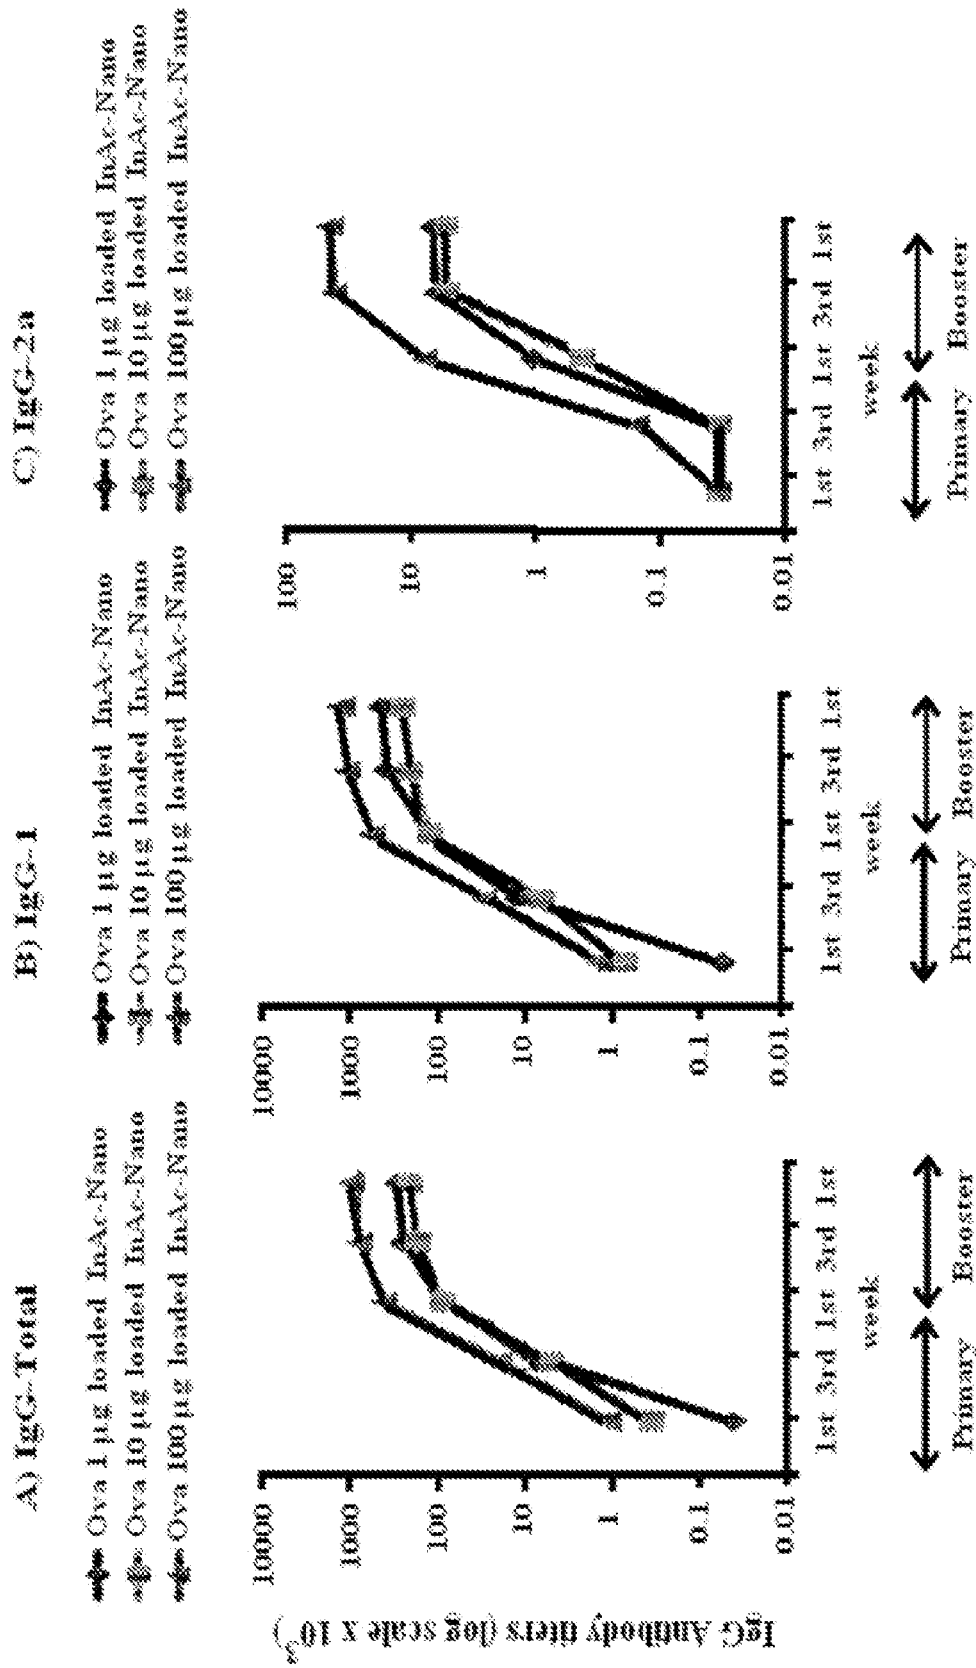 A) IgG-Total
Ova 1 µg loaded InAc-Nano
Ova 10 µg loaded InAc-Nano
Ova 100 µg loaded InAc-Nano
IgG Antibody titers (log scale x 10³)
10000
1000
100
10
1
0.1
0.01
1st 3rd 1st 3rd 1st
week
Primary Booster
B) IgG-1
Ova 1 µg loaded InAc-Nano
Ova 10 µg loaded InAc-Nano
Ova 100 µg loaded InAc-Nano
10000
1000
100
10
1
0.1
0.01
1st 3rd 1st 3rd 1st
week
Primary Booster
C) IgG-2a
Ova 1 µg loaded InAc-Nano
Ova 10 µg loaded InAc-Nano
Ova 100 µg loaded InAc-Nano
100
10
1
0.1
0.01
1st 3rd 1st 3rd 1st
week
Primary Booster